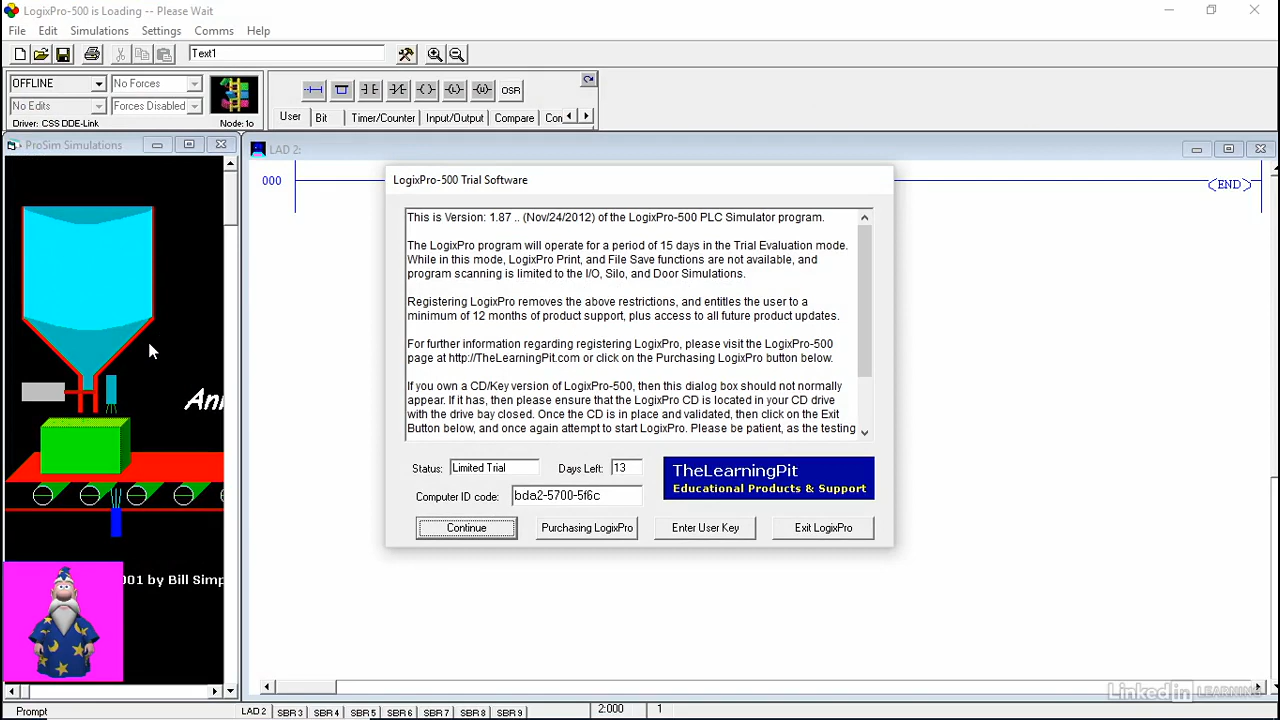 LogixPro-500 is Loading -- Please Wait
File Edit Simulations Settings Comms Help
Text1
OFFLINE No Forces
No Edits Forces Disabled
Driver: CSS DDE-Link Node: 1o
OSR
User Bit Timer/Counter Input/Output Compare
ProSim Simulations
LAD 2:
000
(END)
LogixPro-500 Trial Software
This is Version: 1.87 .. (Nov/24/2012) of the LogixPro-500 PLC Simulator program.
The LogixPro program will operate for a period of 15 days in the Trial Evaluation mode.
While in this mode, LogixPro Print, and File Save functions are not available, and
program scanning is limited to the I/O, Silo, and Door Simulations.
Registering LogixPro removes the above restrictions, and entitles the user to a
minimum of 12 months of product support, plus access to all future product updates.
For further information regarding registering LogixPro, please visit the LogixPro-500
page at http://TheLearningPit.com or click on the Purchasing LogixPro button below.
If you own a CD/Key version of LogixPro-500, then this dialog box should not normally
appear. If it has, then please ensure that the LogixPro CD is located in your CD drive
with the drive bay closed. Once the CD is in place and validated, then click on the Exit
Button below, and once again attempt to start LogixPro. Please be patient, as the testing
Status: Limited Trial Days Left: 13
Computer ID code: bda2-5700-5f6c
TheLearningPit
Educational Products & Support
Continue Purchasing LogixPro Enter User Key Exit LogixPro
001 by Bill Simp
Linkedin LEARNING
Prompt
LAD 2 SBR 3 SBR 4 SBR 5 SBR 6 SBR 7 SBR 8 SBR 9 2:000 1